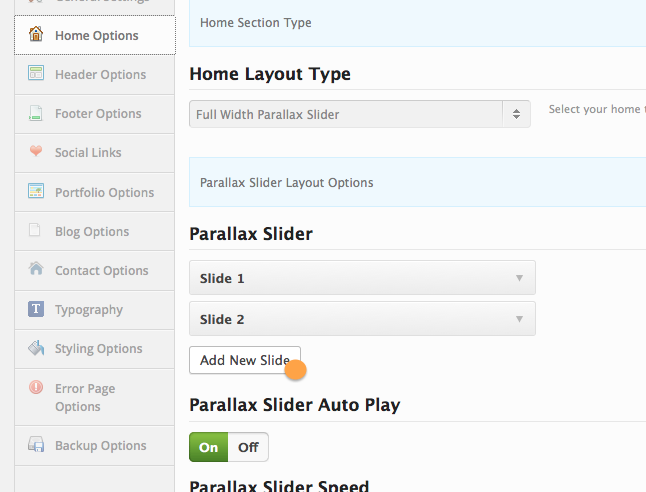 General Settings
Home Options
Header Options
Footer Options
Social Links
Portfolio Options
Blog Options
Contact Options
Typography
Styling Options
Error Page
Options
Backup Options
Home Section Type
Home Layout Type
Full Width Parallax Slider
Select your home
Parallax Slider Layout Options
Parallax Slider
Slide 1
Slide 2
Add New Slide
Parallax Slider Auto Play
On Off
Parallax Slider Speed